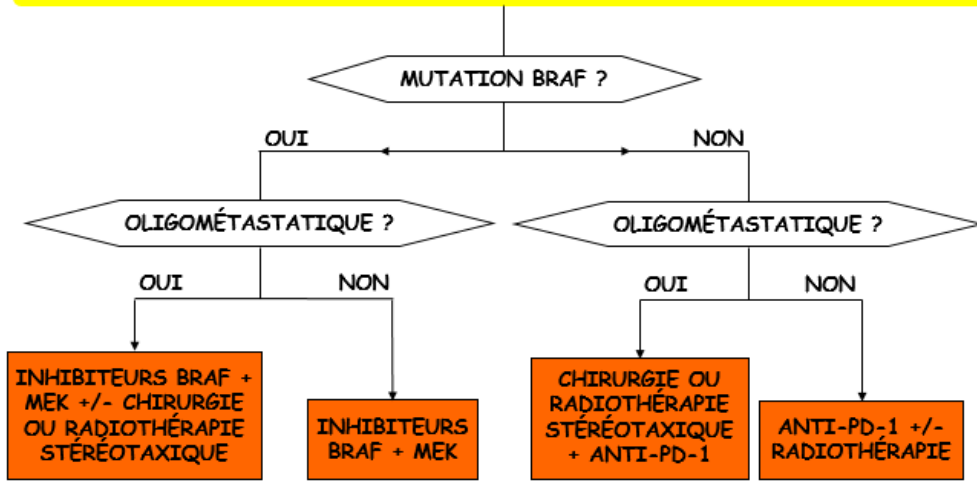 MUTATION BRAF ?
OUI
NON
OLIGOMÉTASTATIQUE ?
OLIGOMÉTASTATIQUE ?
OUI
NON
OUI
NON
INHIBITEURS BRAF +
MEK +/- CHIRURGIE
OU RADIOTHÉRAPIE
STÉRÉOTAXIQUE
INHIBITEURS
BRAF + MEK
CHIRURGIE OU
RADIOTHÉRAPIE
STÉRÉOTAXIQUE
+ ANTI-PD-1
ANTI-PD-1 +/-
RADIOTHÉRAPIE